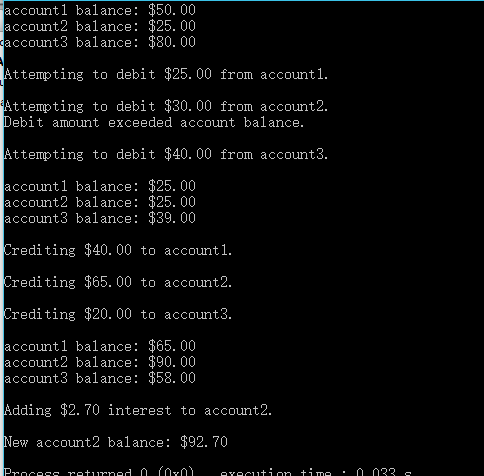 account1 balance: $50.00
account2 balance: $25.00
account3 balance: $80.00
Attempting to debit $25.00 from account1.
Attempting to debit $30.00 from account2.
Debit amount exceeded account balance.
Attempting to debit $40.00 from account3.
account1 balance: $25.00
account2 balance: $25.00
account3 balance: $39.00
Crediting $40.00 to account1.
Crediting $65.00 to account2.
Crediting $20.00 to account3.
account1 balance: $65.00
account2 balance: $90.00
account3 balance: $58.00
Adding $2.70 interest to account2.
New account2 balance: $92.70
Process returned 0 (0x0) execution time : 0.033 s